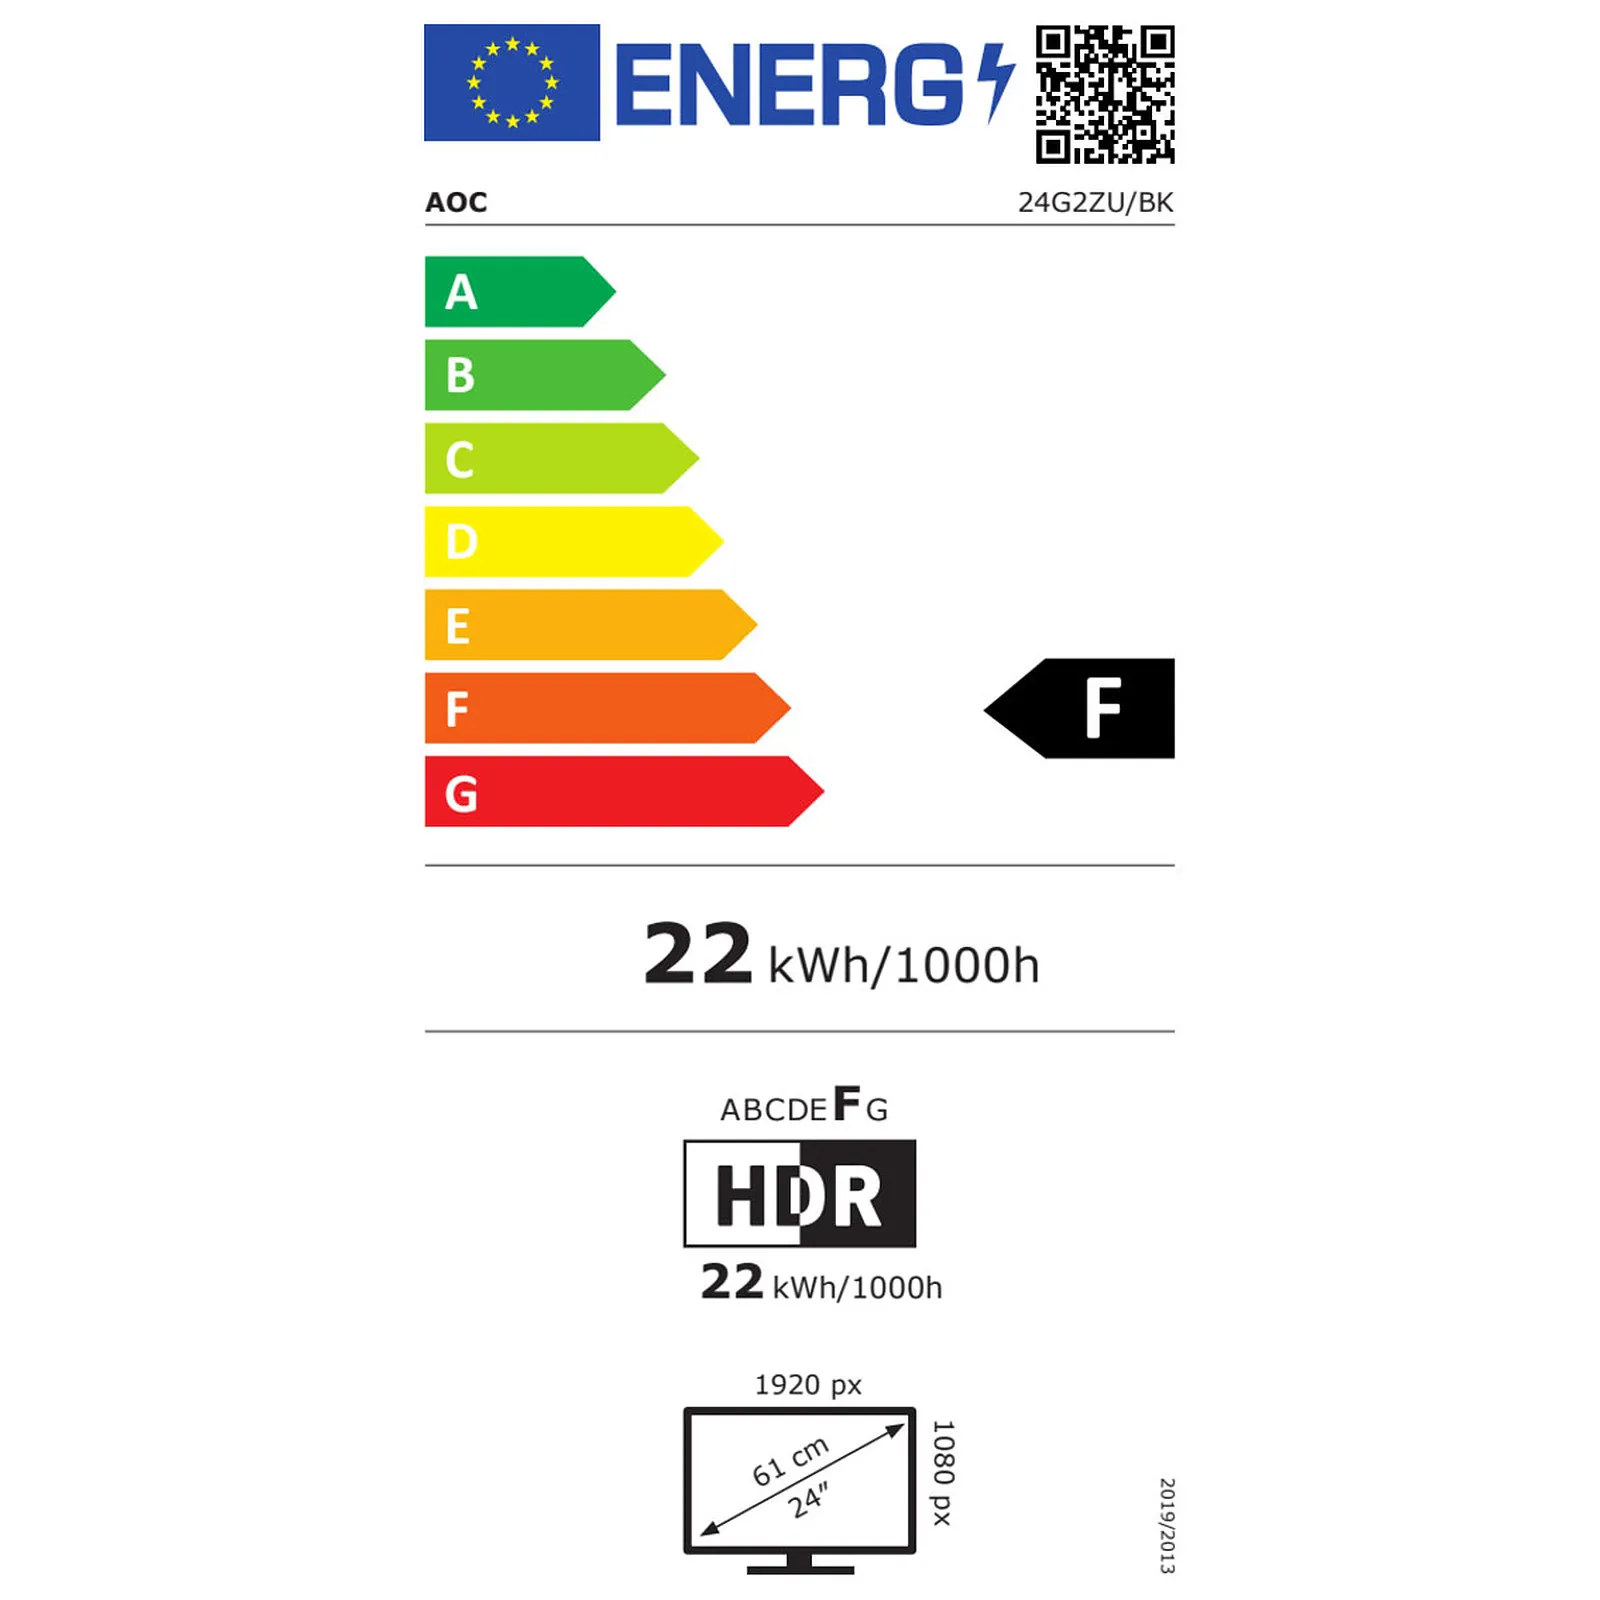 ENERG
AOC
24G2ZU/BK
A
B
C
D
E
F
F
G
22 kWh/1000h
ABCDEFG
HDR
22 kWh/1000h
1920 px
1080 px
61 cm
24"
2019/2013